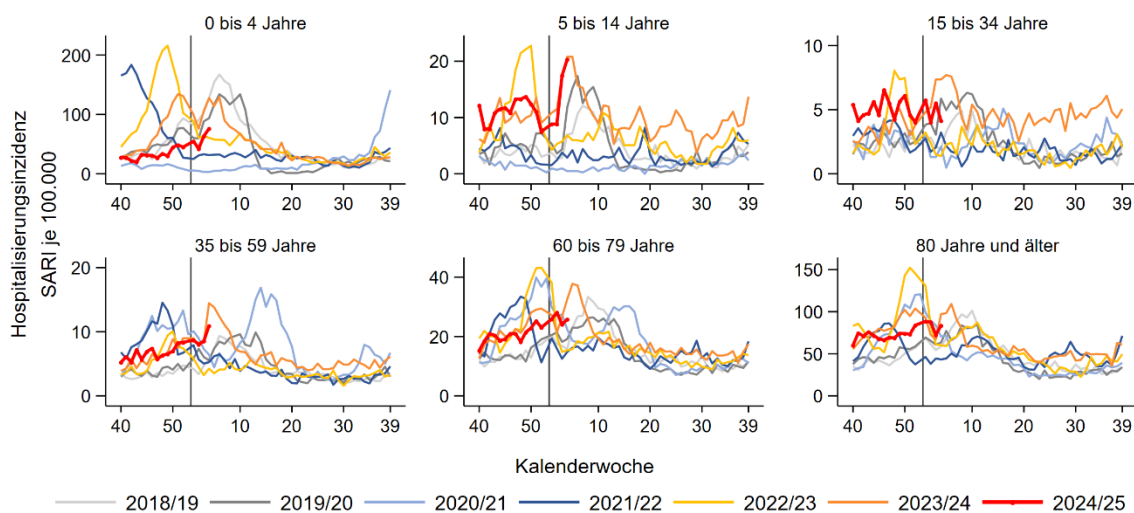 0 bis 4 Jahre
5 bis 14 Jahre
15 bis 34 Jahre
Hospitalisierungsinzidenz
SARI je 100.000
200
100
0
40 50 10 20 30 39
20
10
0
40 50 10 20 30 39
10
5
0
40 50 10 20 30 39
35 bis 59 Jahre
60 bis 79 Jahre
80 Jahre und älter
20
10
0
40 50 10 20 30 39
40
20
0
40 50 10 20 30 39
150
100
50
0
40 50 10 20 30 39
Kalenderwoche
2018/19 2019/20 2020/21 2021/22 2022/23 2023/24 2024/25